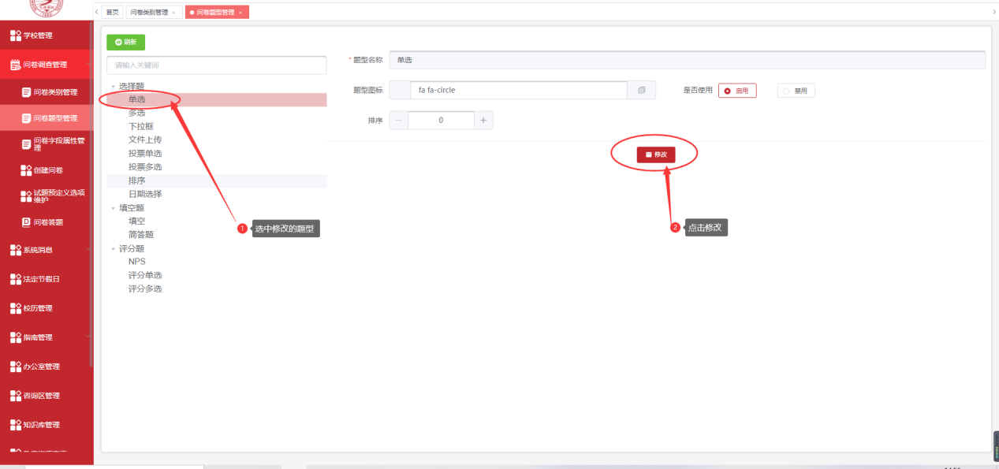 首页
问卷类别管理
问卷题型管理
学校管理
问卷调查管理
问卷类别管理
问卷题型管理
问卷字段属性管
理
创建问卷
试题预定义选项
维护
问卷答题
系统消息
法定节假日
校历管理
指南管理
办公室管理
咨询区管理
知识库管理
刷新
请输入关键词
选择题
单选
多选
下拉框
文件上传
投票单选
投票多选
排序
日期选择
填空题
填空
简答题
评分题
NPS
评分单选
评分多选
* 题型名称
单选
题型图标
fa fa-circle
是否使用
启用
禁用
排序
0
修改
1 选中修改的题型
2 点击修改